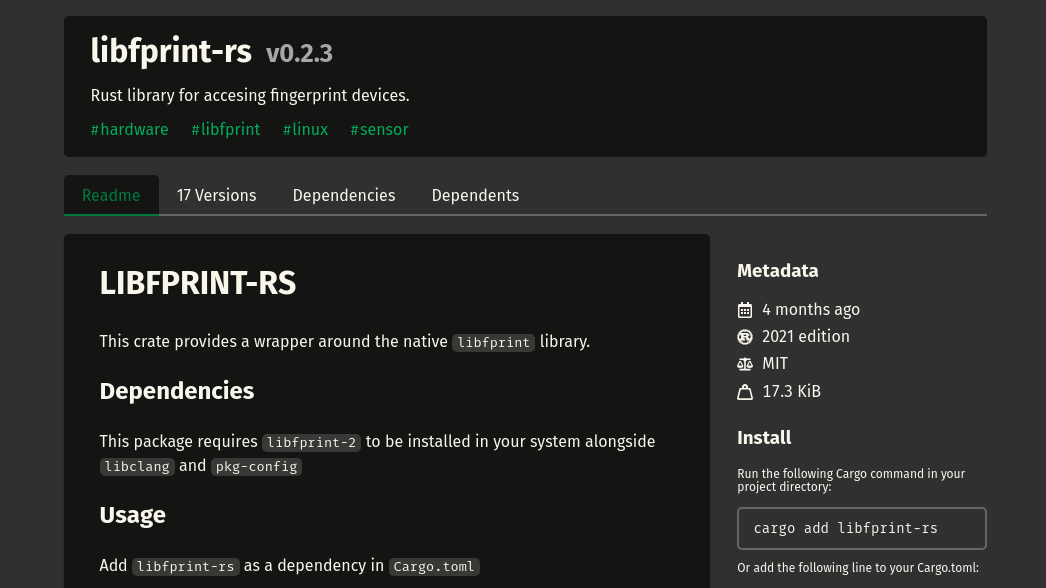 libfprint-rs v0.2.3
Rust library for accesing fingerprint devices.
#hardware #libfprint #linux #sensor
Readme 17 Versions Dependencies Dependents
LIBFPRINT-RS
This crate provides a wrapper around the native libfprint library.
Dependencies
This package requires libfprint-2 to be installed in your system alongside
libclang and pkg-config
Usage
Add libfprint-rs as a dependency in Cargo.toml
Metadata
4 months ago
2021 edition
MIT
17.3 KiB
Install
Run the following Cargo command in your
project directory:
cargo add libfprint-rs
Or add the following line to your Cargo.toml: